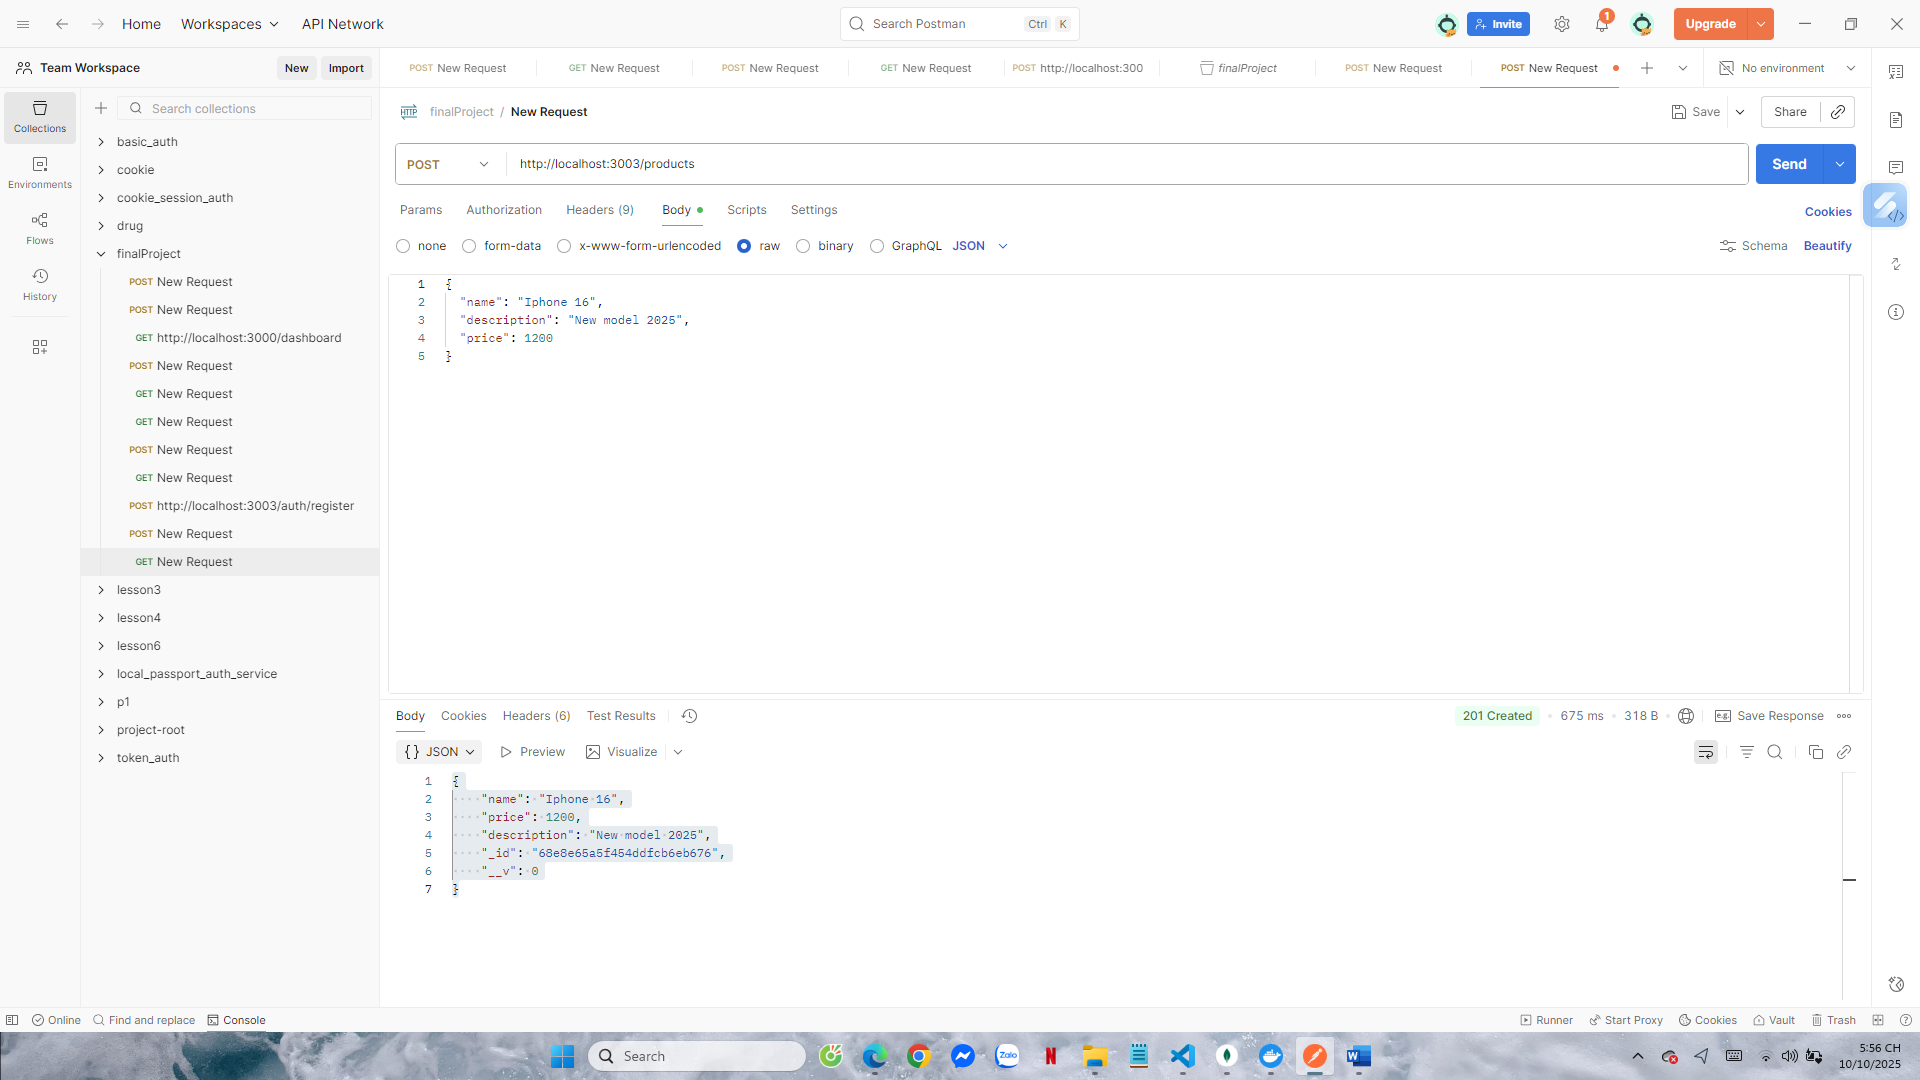 Home
Workspaces
API Network
Search Postman
Ctrl K
Invite
1
Upgrade
Team Workspace
New
Import
POST New Request
GET New Request
POST New Request
GET New Request
POST http://localhost:300
finalProject
POST New Request
POST New Request
No environment
Collections
Environments
Flows
History
Search collections
basic_auth
cookie
cookie_session_auth
drug
finalProject
POST New Request
POST New Request
GET http://localhost:3000/dashboard
POST New Request
GET New Request
GET New Request
POST New Request
GET New Request
POST http://localhost:3003/auth/register
POST New Request
GET New Request
lesson3
lesson4
lesson6
local_passport_auth_service
p1
project-root
token_auth
HTTP
finalProject / New Request
Save
Share
POST
http://localhost:3003/products
Send
Params
Authorization
Headers (9)
Body
Scripts
Settings
Cookies
none
form-data
x-www-form-urlencoded
raw
binary
GraphQL
JSON
Schema
Beautify
1 {
2 "name": "Iphone 16",
3 "description": "New model 2025",
4 "price": 1200
5 }
Body
Cookies
Headers (6)
Test Results
201 Created
675 ms
318 B
e.g. Save Response
{} JSON
Preview
Visualize
1 {
2 "name": "Iphone 16",
3 "price": 1200,
4 "description": "New model 2025",
5 "_id": "68e8e65a5f454ddfcb6eb676",
6 "__v": 0
7 }
Online
Find and replace
Console
Runner
Start Proxy
Cookies
Vault
Trash
Search
Zalo
N
W
5:56 CH
10/10/2025